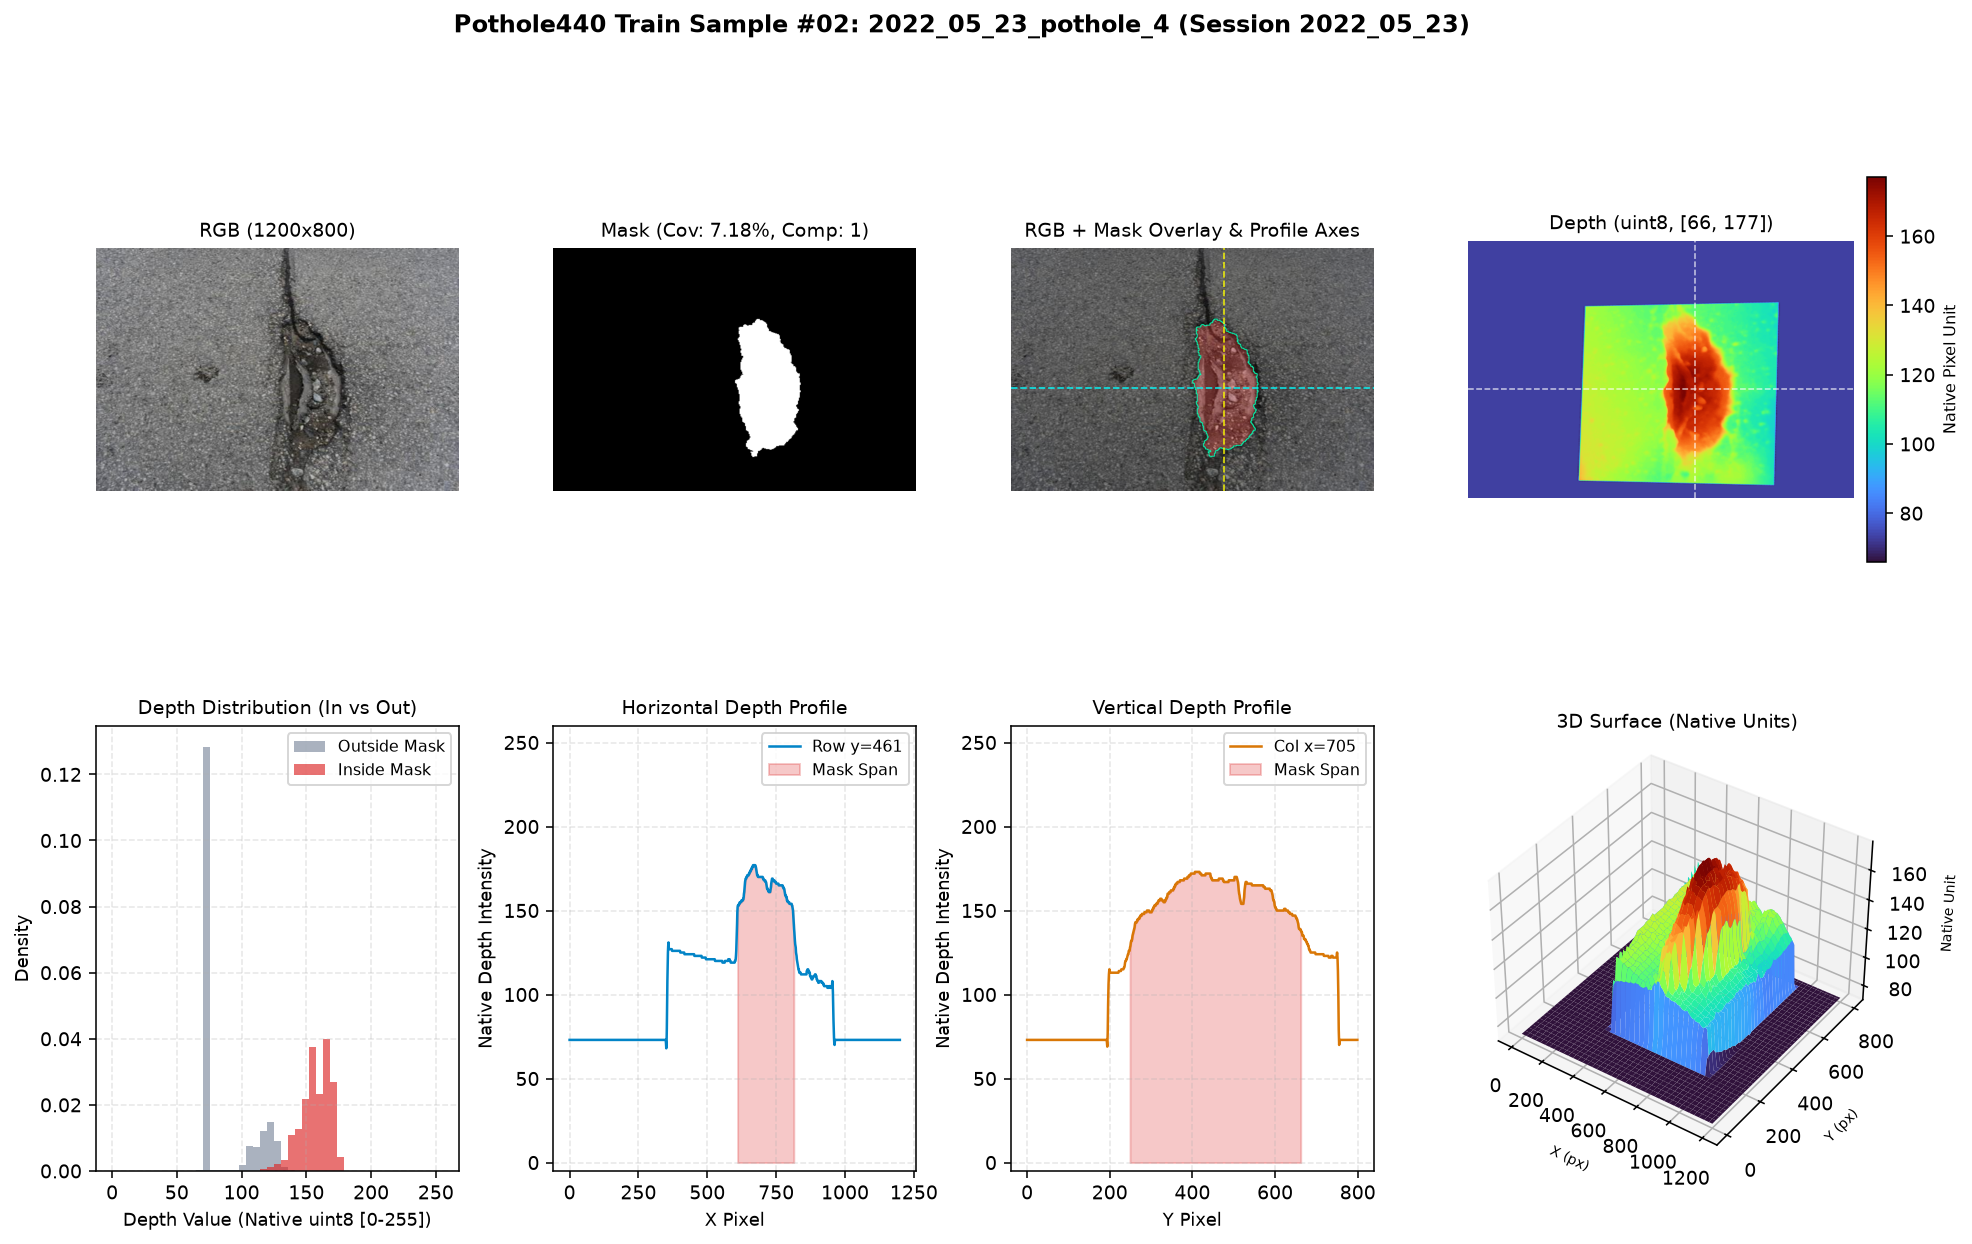 Pothole440 Train Sample #02: 2022_05_23_pothole_4 (Session 2022_05_23)
RGB (1200x800)
Mask (Cov: 7.18%, Comp: 1)
RGB + Mask Overlay & Profile Axes
Depth (uint8, [66, 177])
160
140
120
100
80
Native Pixel Unit
Depth Distribution (In vs Out)
Outside Mask
Inside Mask
Density
0.12
0.10
0.08
0.06
0.04
0.02
0.00
0 50 100 150 200 250
Depth Value (Native uint8 [0-255])
Horizontal Depth Profile
Row y=461
Mask Span
Native Depth Intensity
250
200
150
100
50
0
0 250 500 750 1000 1250
X Pixel
Vertical Depth Profile
Col x=705
Mask Span
Native Depth Intensity
250
200
150
100
50
0
0 200 400 600 800
Y Pixel
3D Surface (Native Units)
160
140
120
100
80
Native Unit
0 200 400 600 800 1000 1200
X (px)
0 200 400 600 800
Y (px)